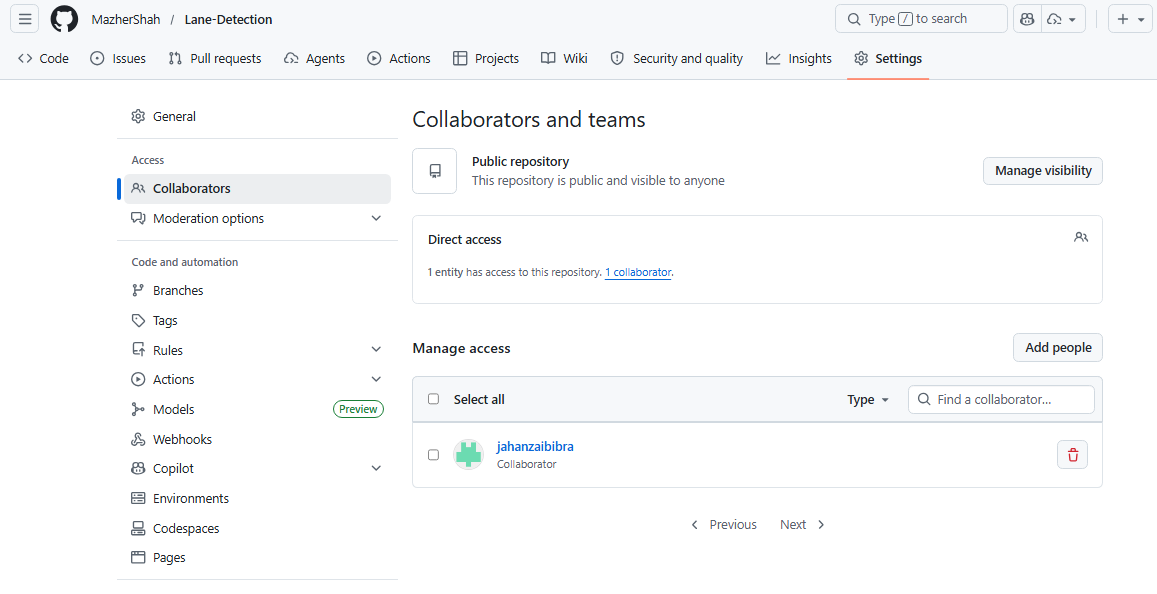 MazherShah / Lane-Detection
Type / to search
Code Issues Pull requests Agents Actions Projects Wiki Security and quality Insights Settings
General
Access
Collaborators
Moderation options
Code and automation
Branches
Tags
Rules
Actions
Models Preview
Webhooks
Copilot
Environments
Codespaces
Pages
Collaborators and teams
Public repository
This repository is public and visible to anyone
Manage visibility
Direct access
1 entity has access to this repository. 1 collaborator.
Manage access
Add people
Select all
Type
Find a collaborator...
jahanzaibibra
Collaborator
Previous Next